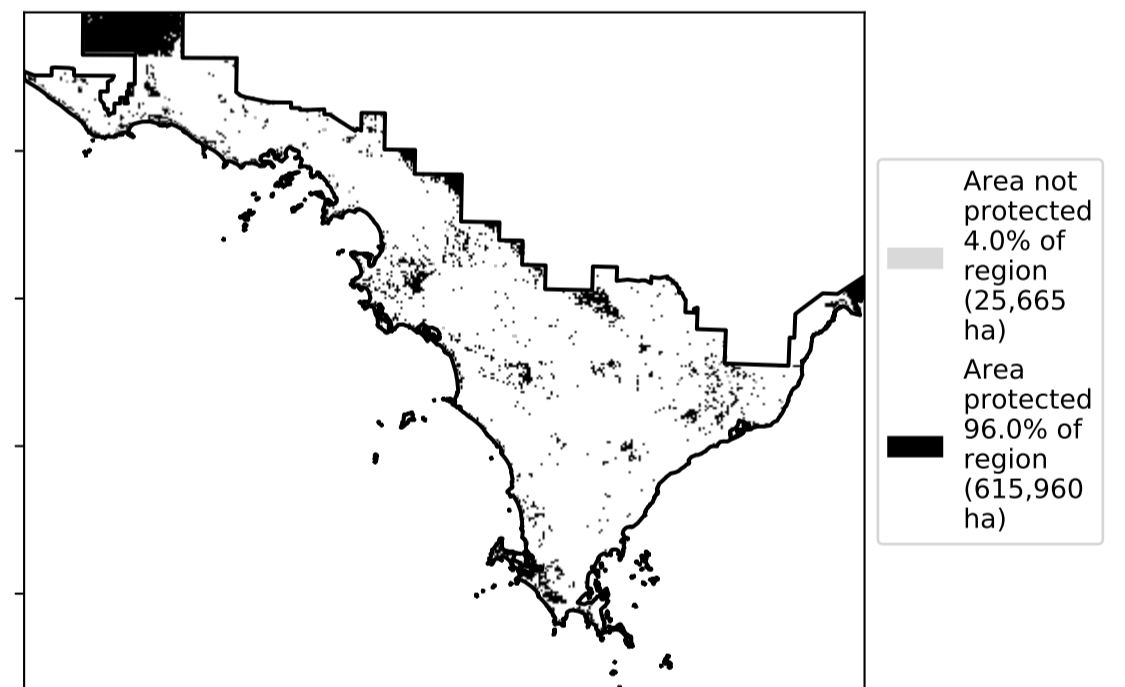 Area not
protected
4.0% of
region
(25,665
ha)
Area
protected
96.0% of
region
(615,960
ha)